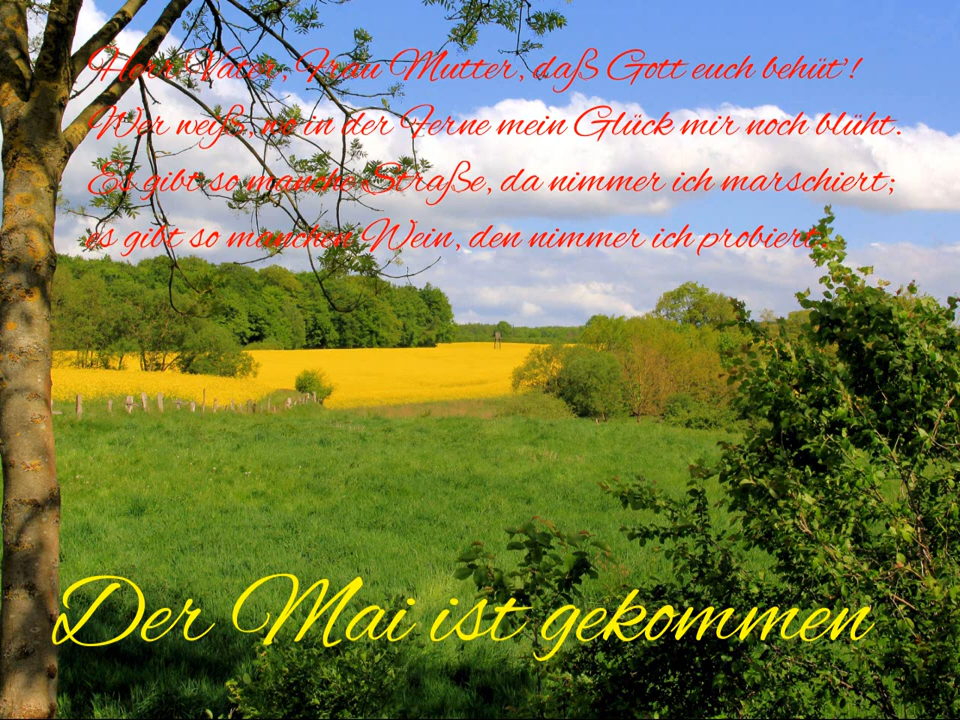 Herr Vater, Frau Mutter, daß Gott euch behüt'!
Wer weiß, wo in der Ferne mein Glück mir noch blüht.
Es gibt so manche Straße, da nimmer ich marschiert;
es gibt so manchen Wein, den nimmer ich probiert.
Der Mai ist gekommen